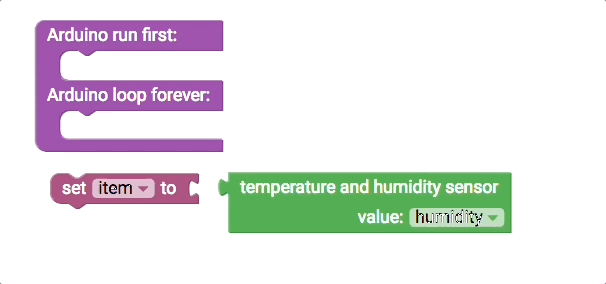 Arduino run first:
Arduino loop forever:
set item to
temperature and humidity sensor
value: humidity